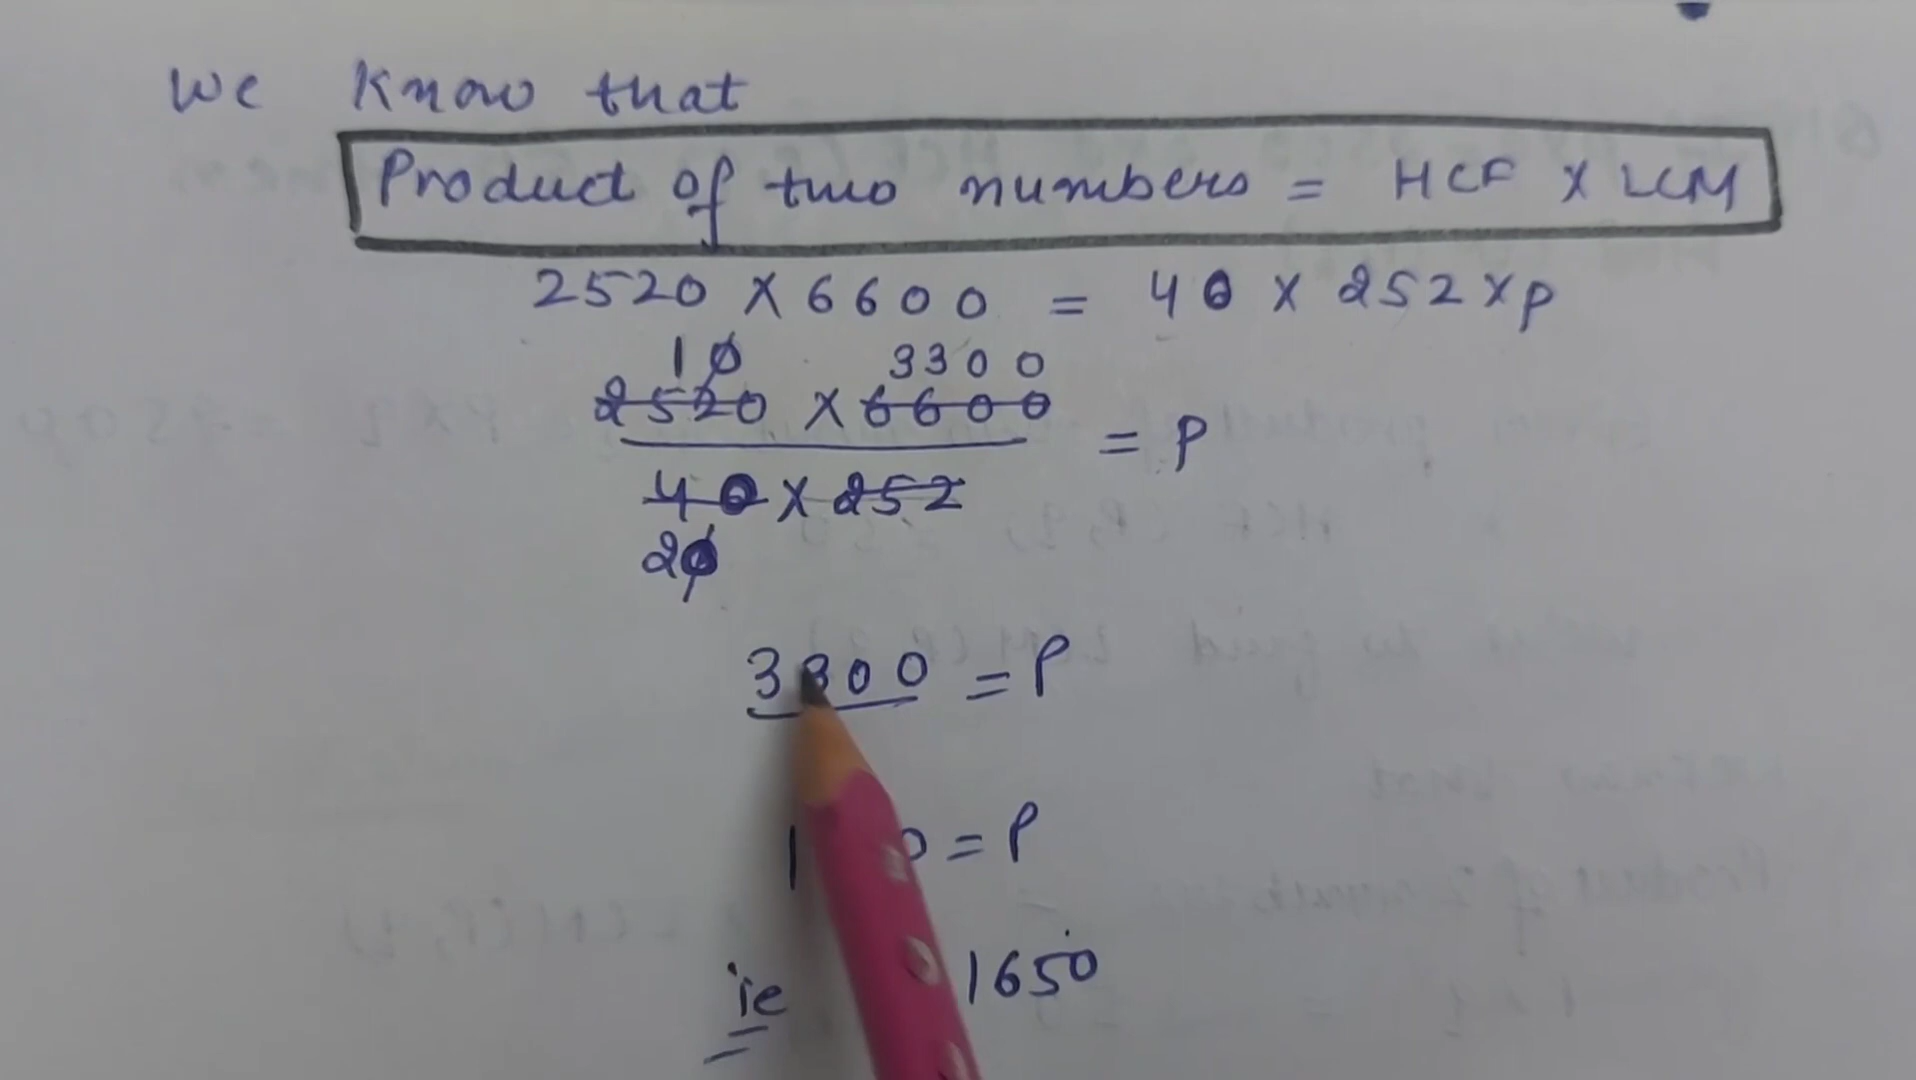 We know that
Product of two numbers = HCF X LCM
2520 X 6600 = 40 X 252 x p
10 3300
2520 X 6600
= P
40 X 252
20
3300 = P
= P
ie 1650